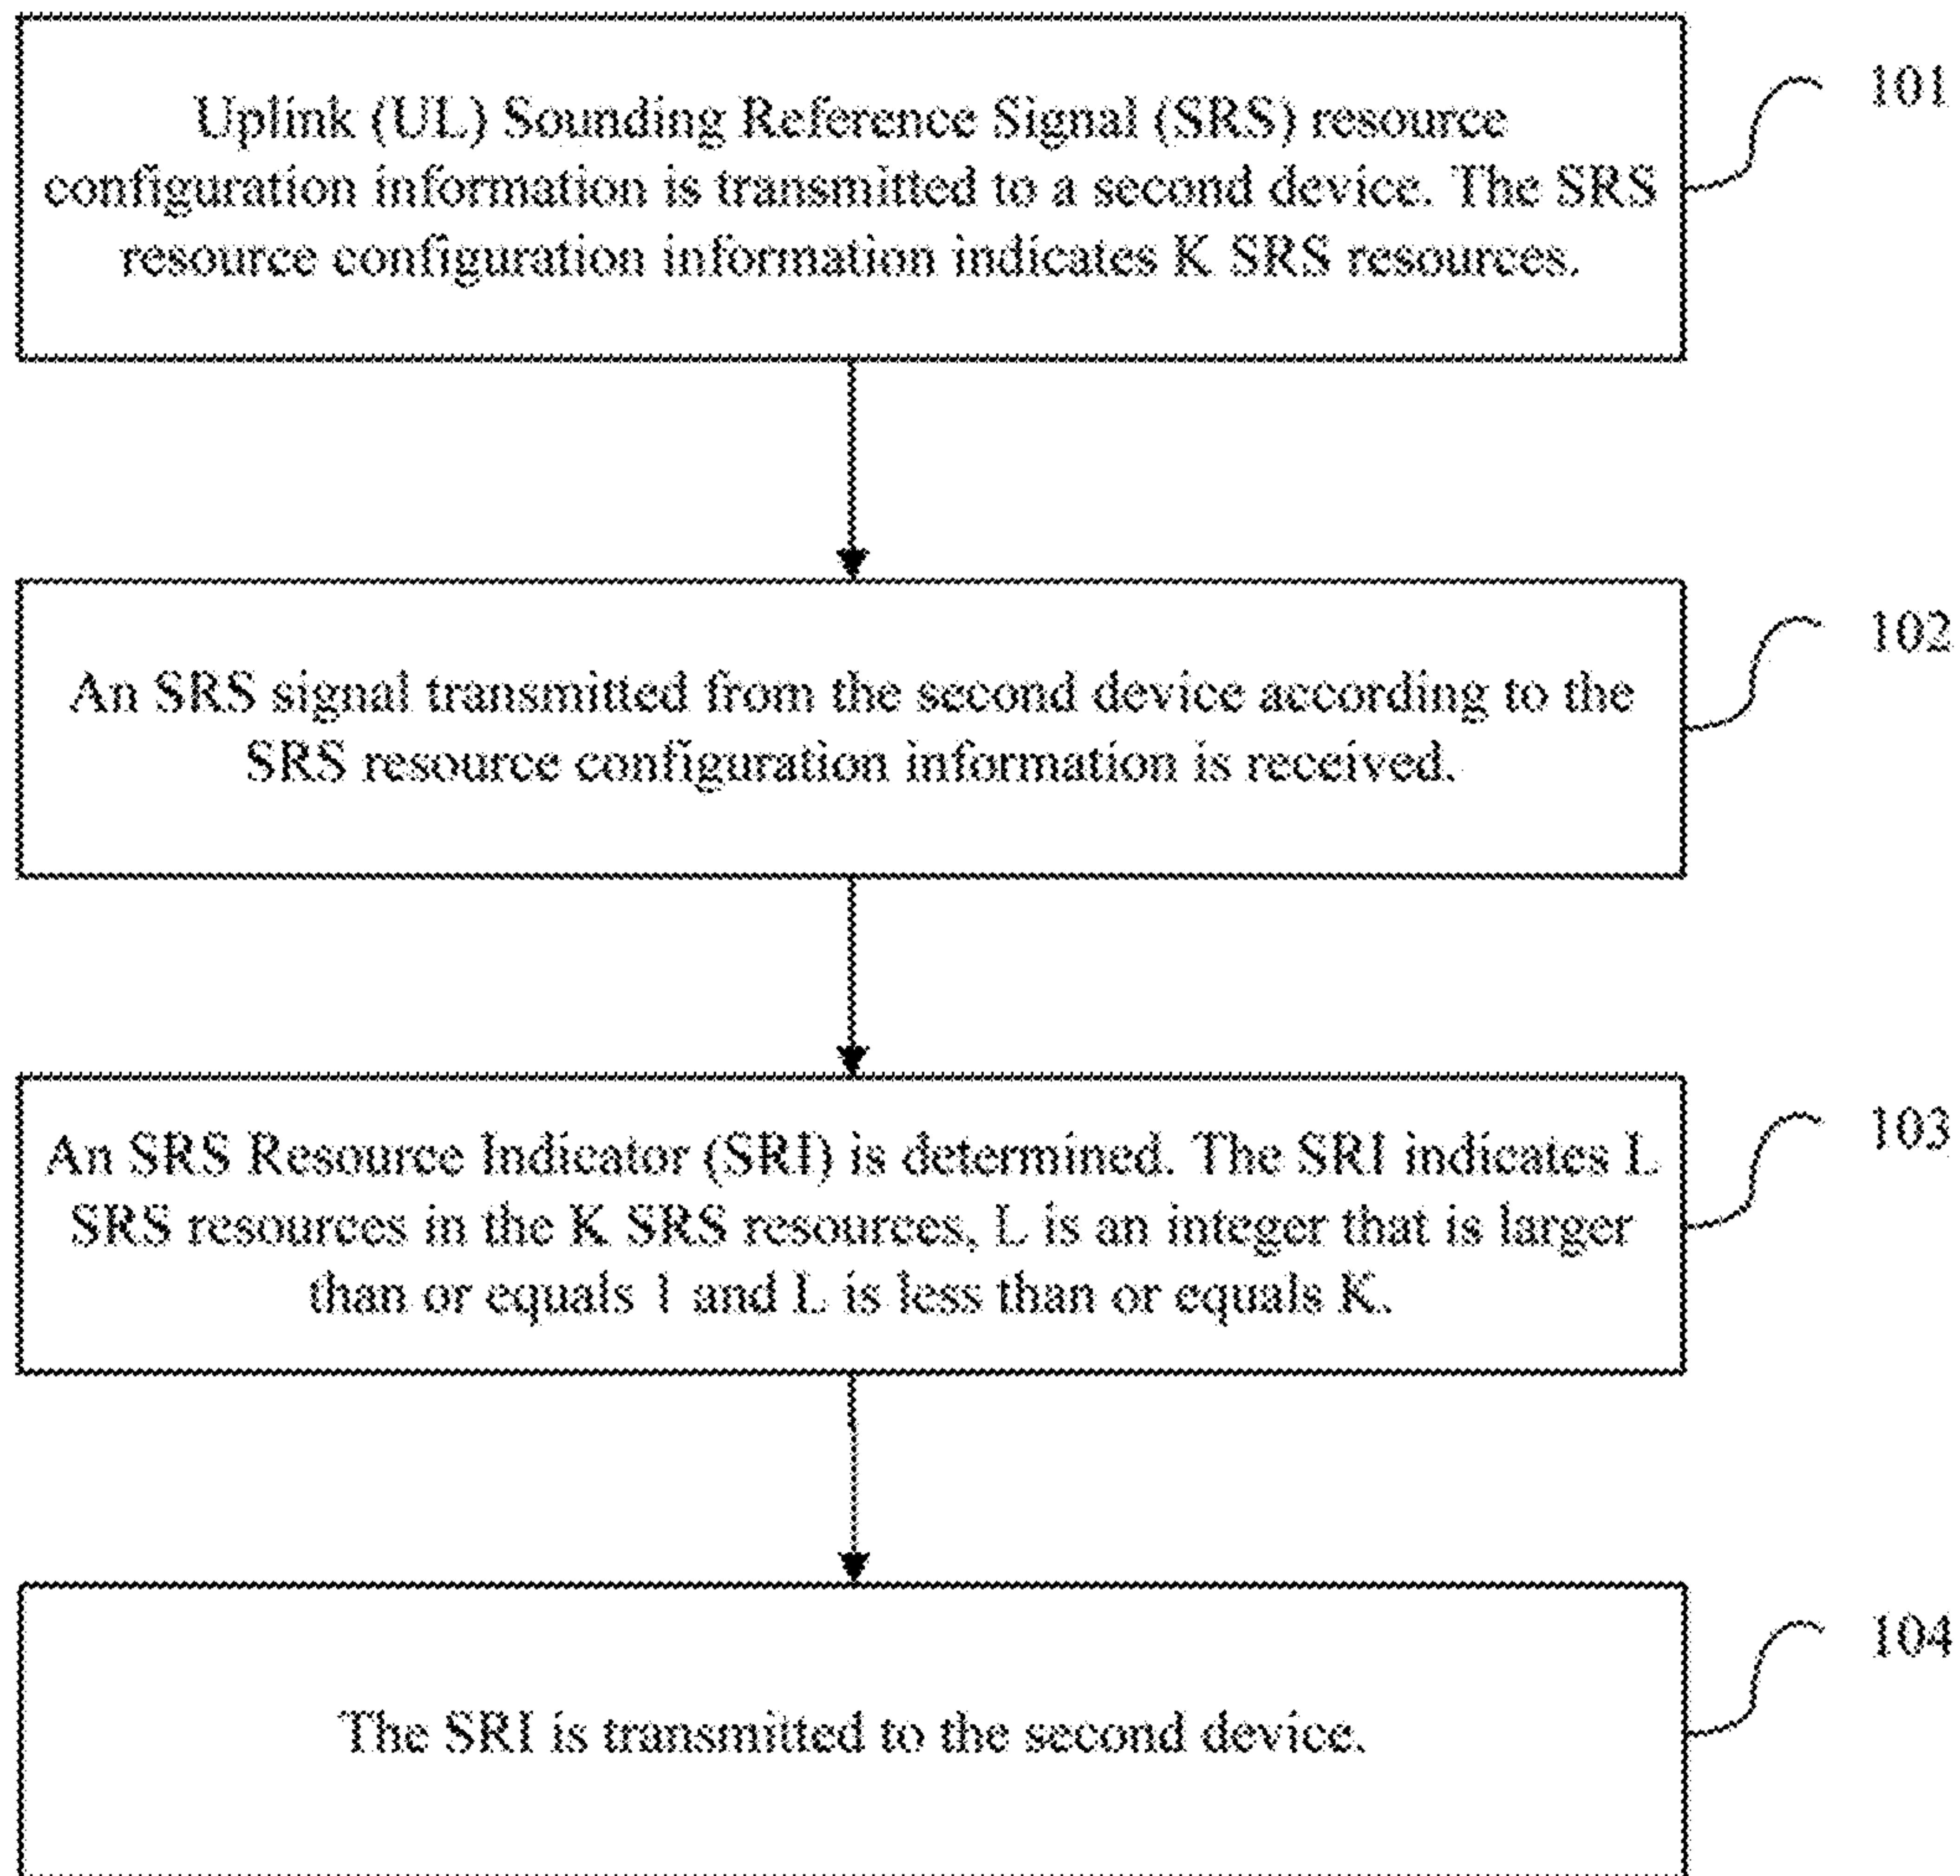 Uplink (UL) Sounding Reference Signal (SRS) resource
configuration information is transmitted to a second device. The SRS
resource configuration information indicates K SRS resources.
101
An SRS signal transmitted from the second device according to the
SRS resource configuration information is received.
102
An SRS Resource Indicator (SRI) is determined. The SRI indicates L
SRS resources in the K SRS resources, L is an integer that is larger
than or equals 1 and L is less than or equals K.
103
The SRI is transmitted to the second device.
104